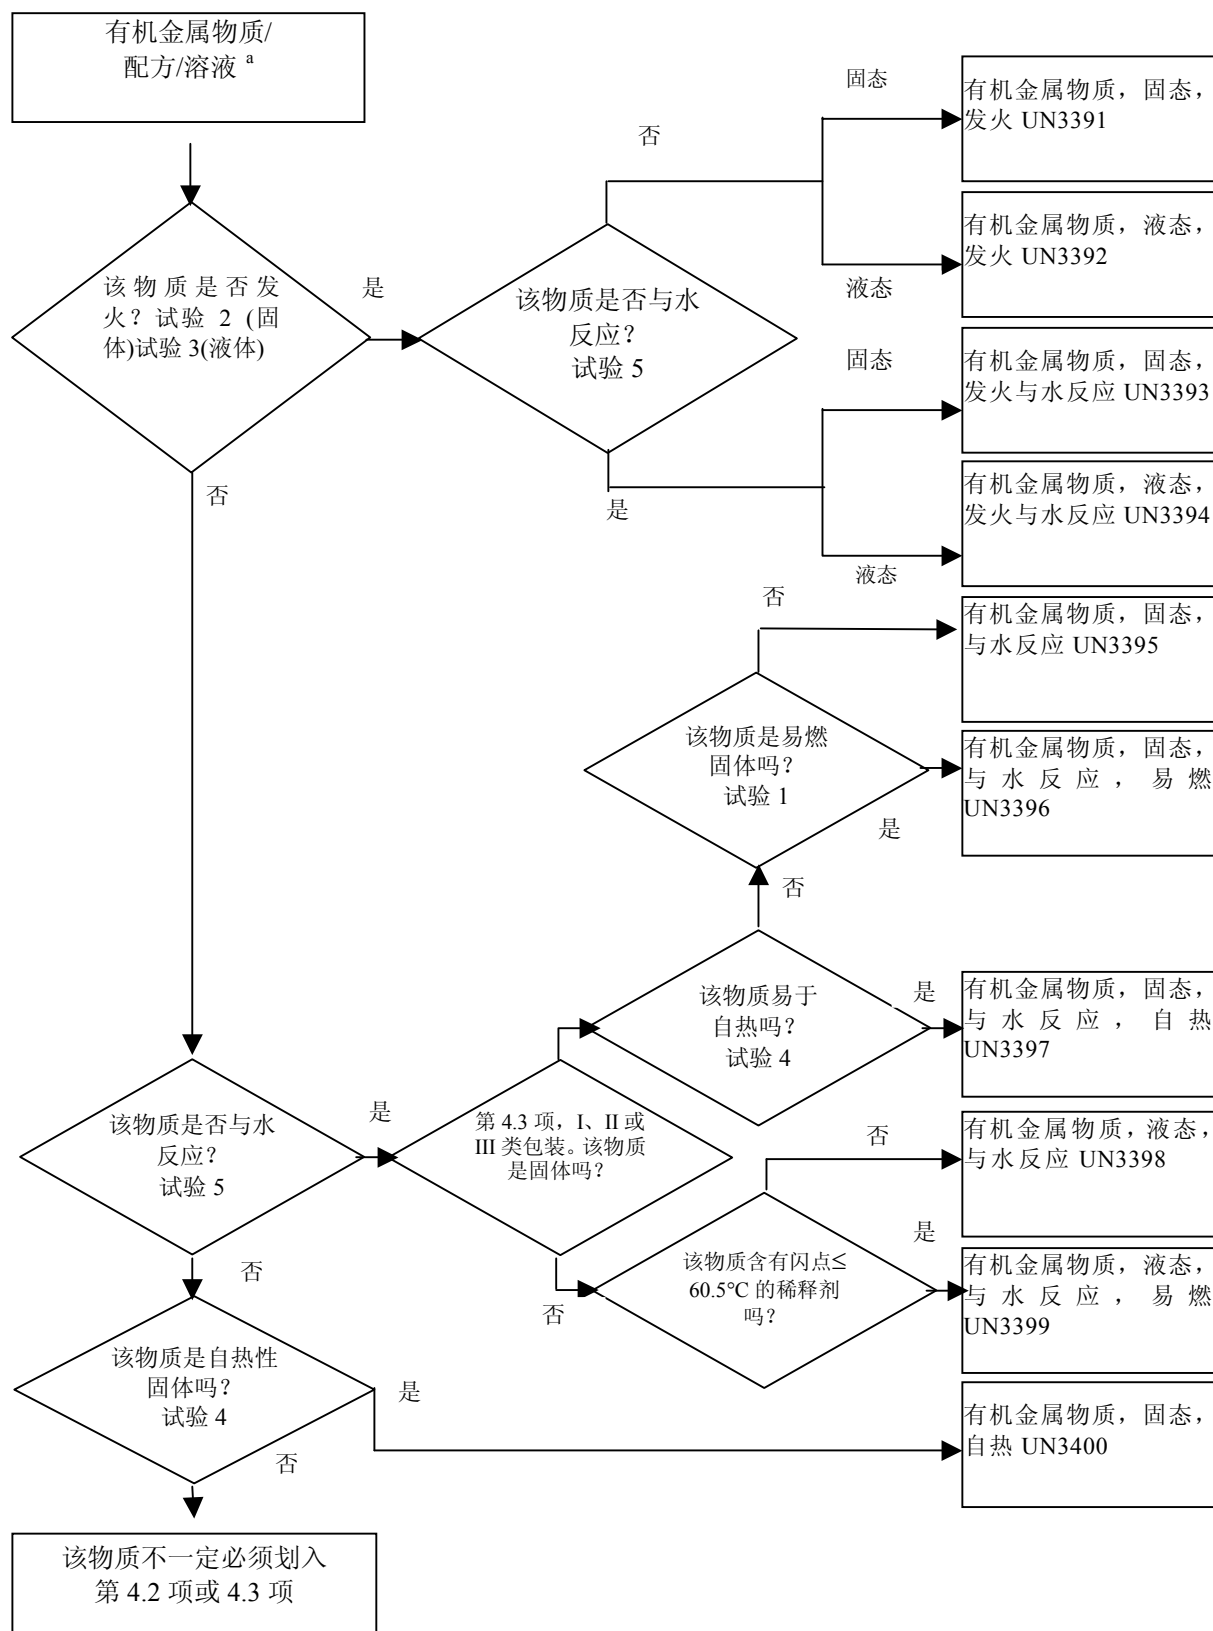 有机金属物质/
配方/溶液 a
固态
有机金属物质，固态，
发火 UN3391
否
有机金属物质，液态，
发火 UN3392
液态
该物质是否发
火？试验 2 (固
体)试验 3(液体)
是
该物质是否与水
反应？
试验 5
固态
有机金属物质，固态，
发火与水反应 UN3393
否
是
有机金属物质，液态，
发火与水反应 UN3394
液态
否
有机金属物质，固态，
与水反应 UN3395
该物质是易燃
固体吗？
试验 1
有机金属物质，固态，
与水反应，易燃
UN3396
是
否
该物质易于
自热吗？
试验 4
是
有机金属物质，固态，
与水反应，自热
UN3397
该物质是否与水
反应？
试验 5
是
第 4.3 项，I、II 或
III 类包装。该物质
是固体吗？
否
有机金属物质，液态，
与水反应 UN3398
否
否
该物质含有闪点≤
60.5°C 的稀释剂
吗？
是
有机金属物质，液态，
与水反应，易燃
UN3399
该物质是自热性
固体吗？
试验 4
是
有机金属物质，固态，
自热 UN3400
否
该物质不一定必须划入
第 4.2 项或 4.3 项